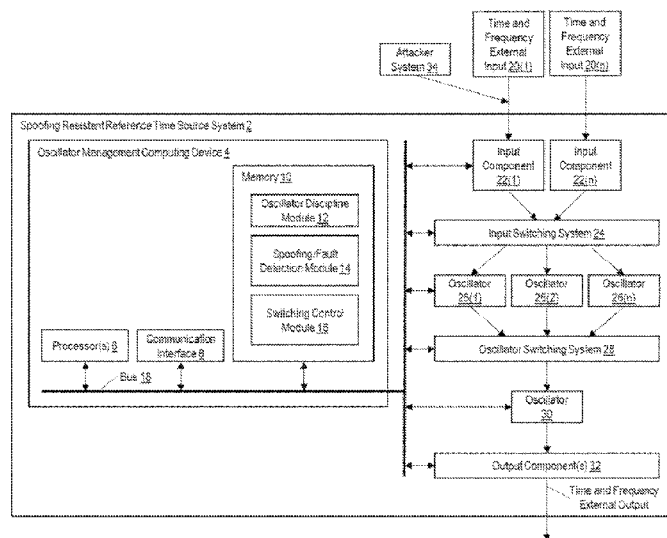 Time and
Frequency
External
Input 20(1)
Time and
Frequency
External
Input 20(n)
Attacker
System 34
Spoofing Resistant Reference Time Source System 2
Oscillator Management Computing Device 4
Memory 10
Oscillator Discipline
Module 12
Spoofing/Fault
Detection Module 14
Switching Control
Module 16
Processor(s) 6
Communication
Interface 8
Bus 18
Input
Component
22(1)
Input
Component
22(n)
Input Switching System 24
Oscillator
26(1)
Oscillator
26(2)
Oscillator
26(n)
Oscillator Switching System 28
Oscillator
30
Output Component(s) 32
Time and Frequency
External Output